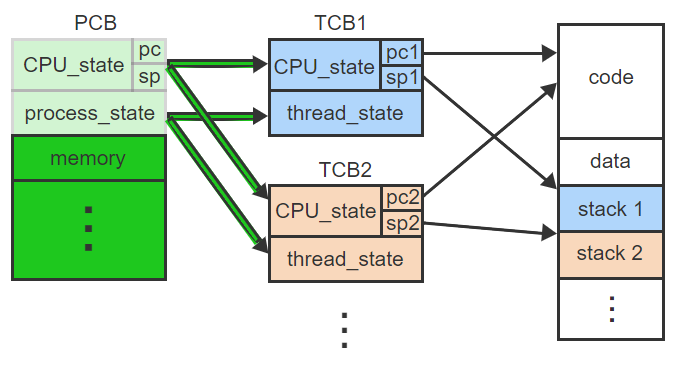 PCB
CPU_state
pc
sp
process_state
memory
TCB1
CPU_state
pc1
sp1
thread_state
TCB2
CPU_state
pc2
sp2
thread_state
code
data
stack 1
stack 2